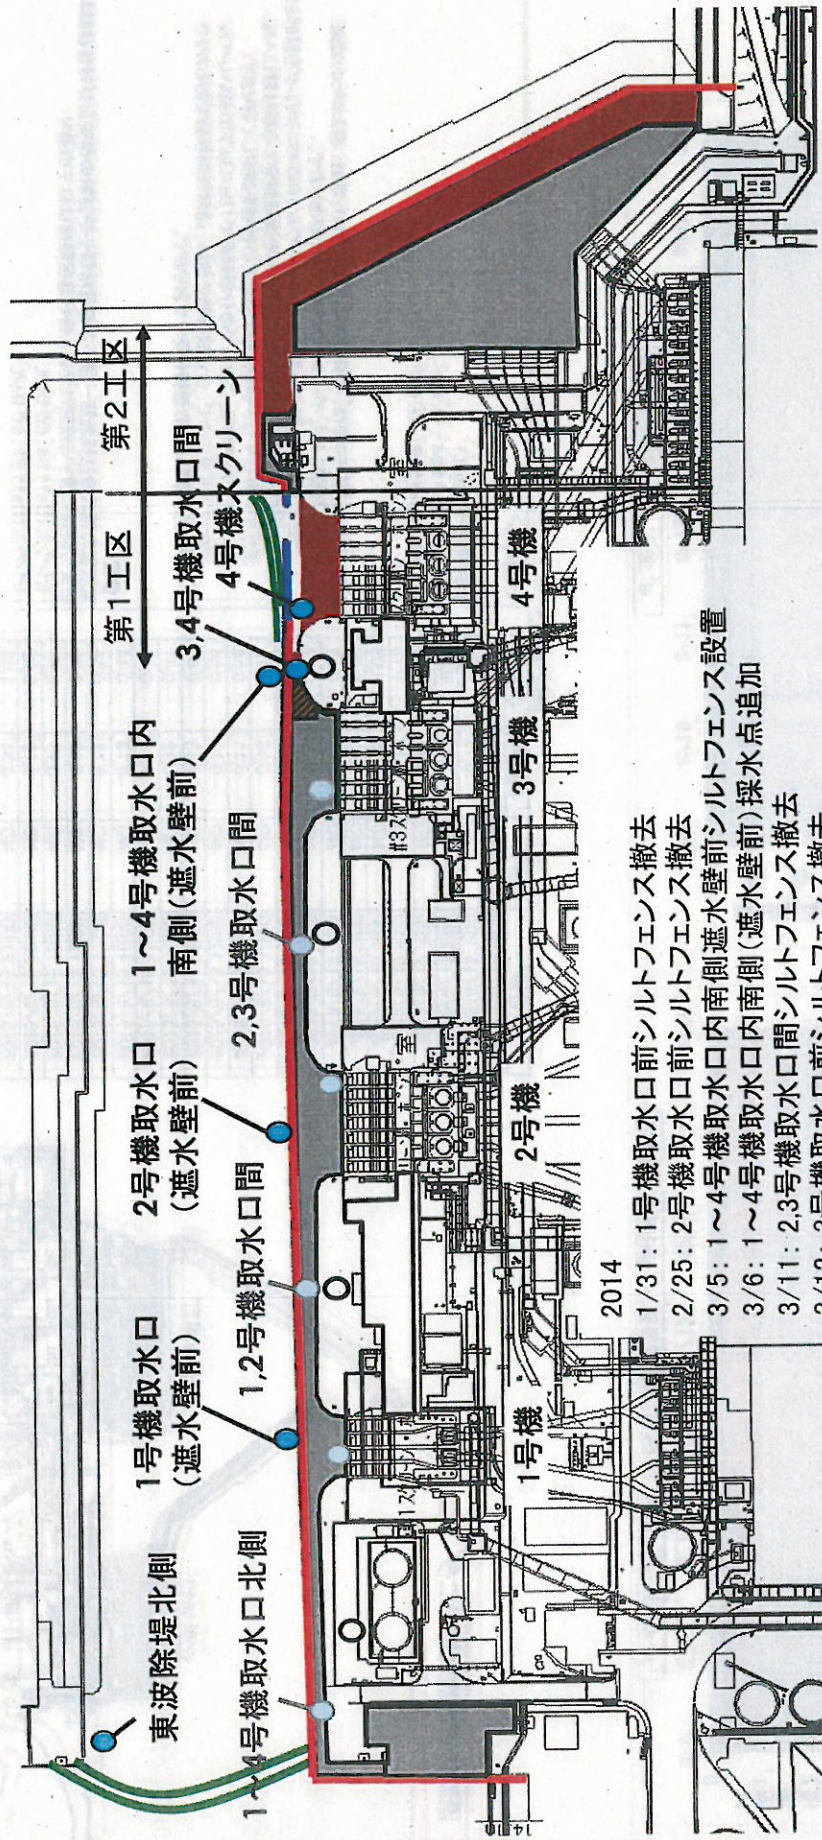 第1工区
第2工区
東波除堤北側
1号機取水口
(遮水壁前)
2号機取水口
(遮水壁前)
1~4号機取水口内
南側(遮水壁前)
3,4号機取水口間
4号機スクリーン
1~4号機取水口北側
1,2号機取水口間
2,3号機取水口間
#3スクリーン
室
室
1号機
2号機
3号機
4号機
2014
1/31: 1号機取水口前シルトフェンス撤去
2/25: 2号機取水口前シルトフェンス撤去
3/5: 1~4号機取水口内南側遮水壁前シルトフェンス設置
3/6: 1~4号機取水口内南側(遮水壁前)採水点追加
3/11: 2,3号機取水口間シルトフェンス撤去